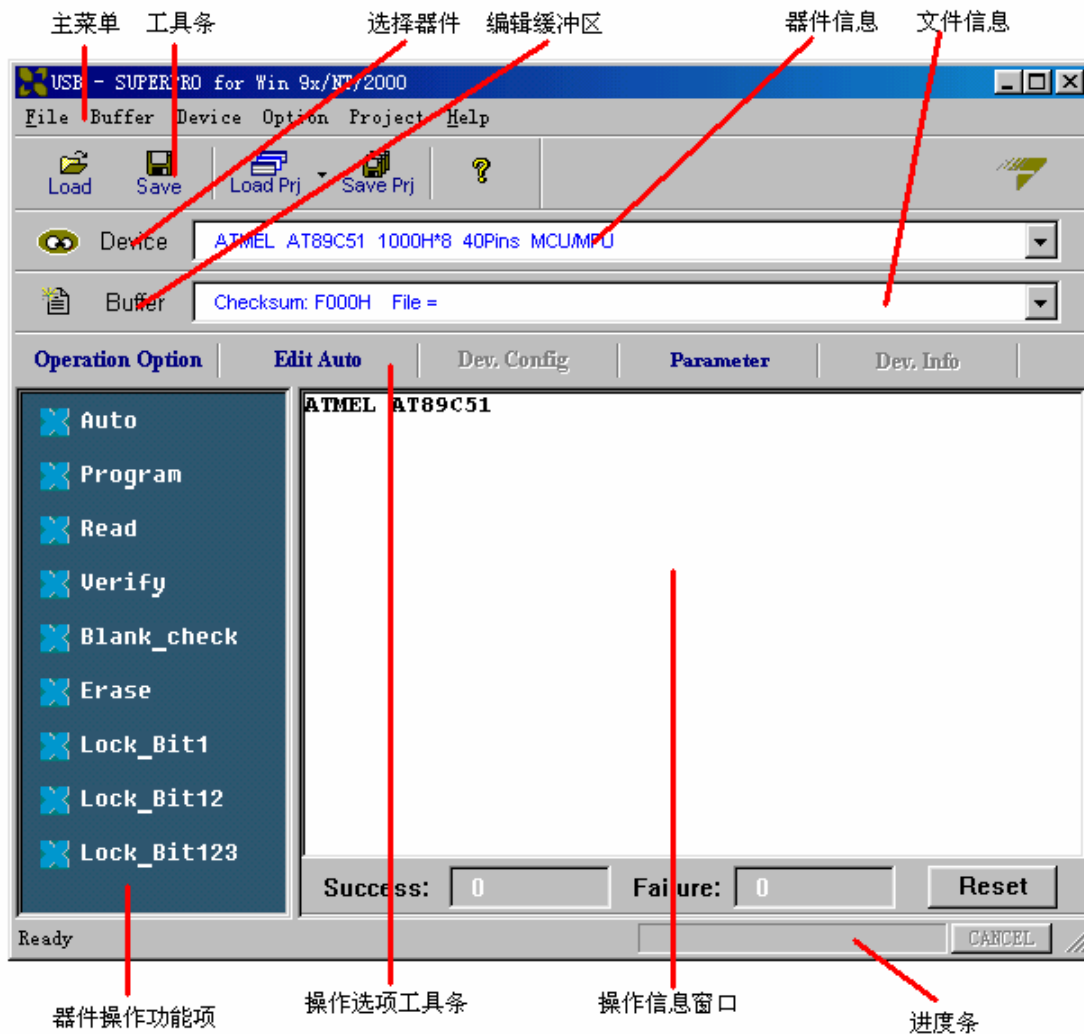 主菜单 工具条 选择器件 编辑缓冲区 器件信息 文件信息
USB - SUPERPRO for Win 9x/NT/2000
File Buffer Device Option Project Help
Load Save Load Prj Save Prj ?
Device ATMEL AT89C51 1000H*8 40Pins MCU/MPU
Buffer Checksum: F000H File =
Operation Option Edit Auto Dev. Config Parameter Dev. Info
ATMEL AT89C51
Auto
Program
Read
Verify
Blank_check
Erase
Lock_Bit1
Lock_Bit12
Lock_Bit123
Success: 0 Failure: 0 Reset
Ready CANCEL
器件操作功能项 操作选项工具条 操作信息窗口 进度条